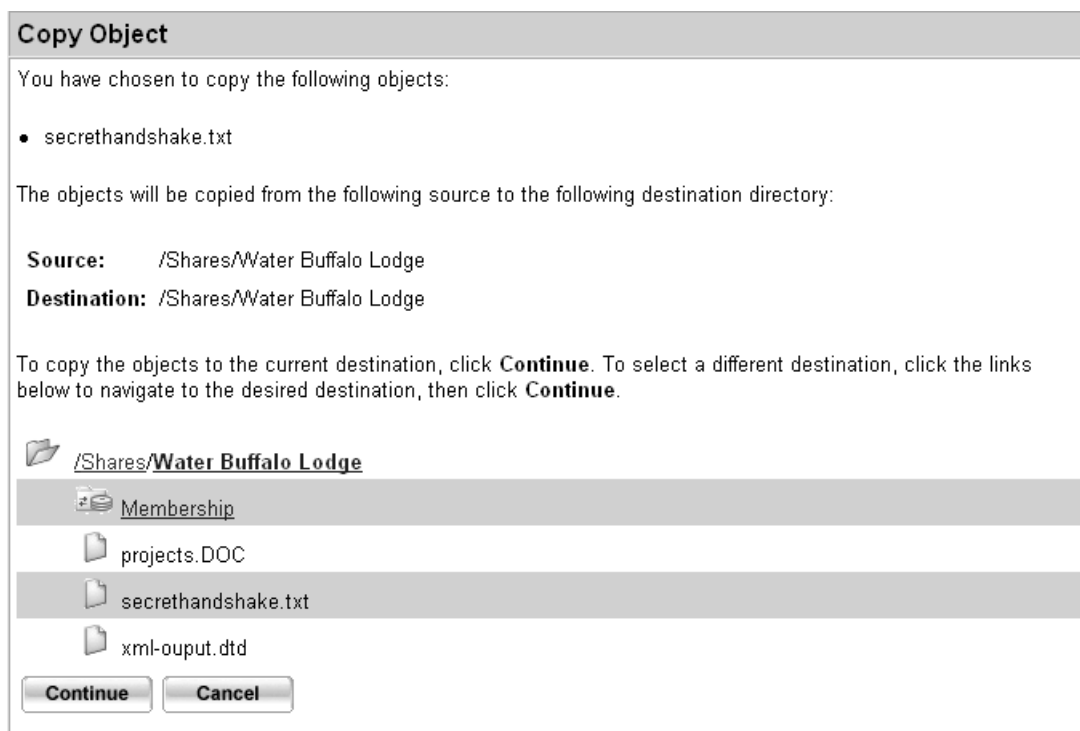 Copy Object
You have chosen to copy the following objects:
• secrethandshake.txt
The objects will be copied from the following source to the following destination directory:
Source: /Shares/Water Buffalo Lodge
Destination: /Shares/Water Buffalo Lodge
To copy the objects to the current destination, click Continue. To select a different destination, click the links
below to navigate to the desired destination, then click Continue.
/Shares/Water Buffalo Lodge
Membership
projects.DOC
secrethandshake.txt
xml-ouput.dtd
Continue Cancel